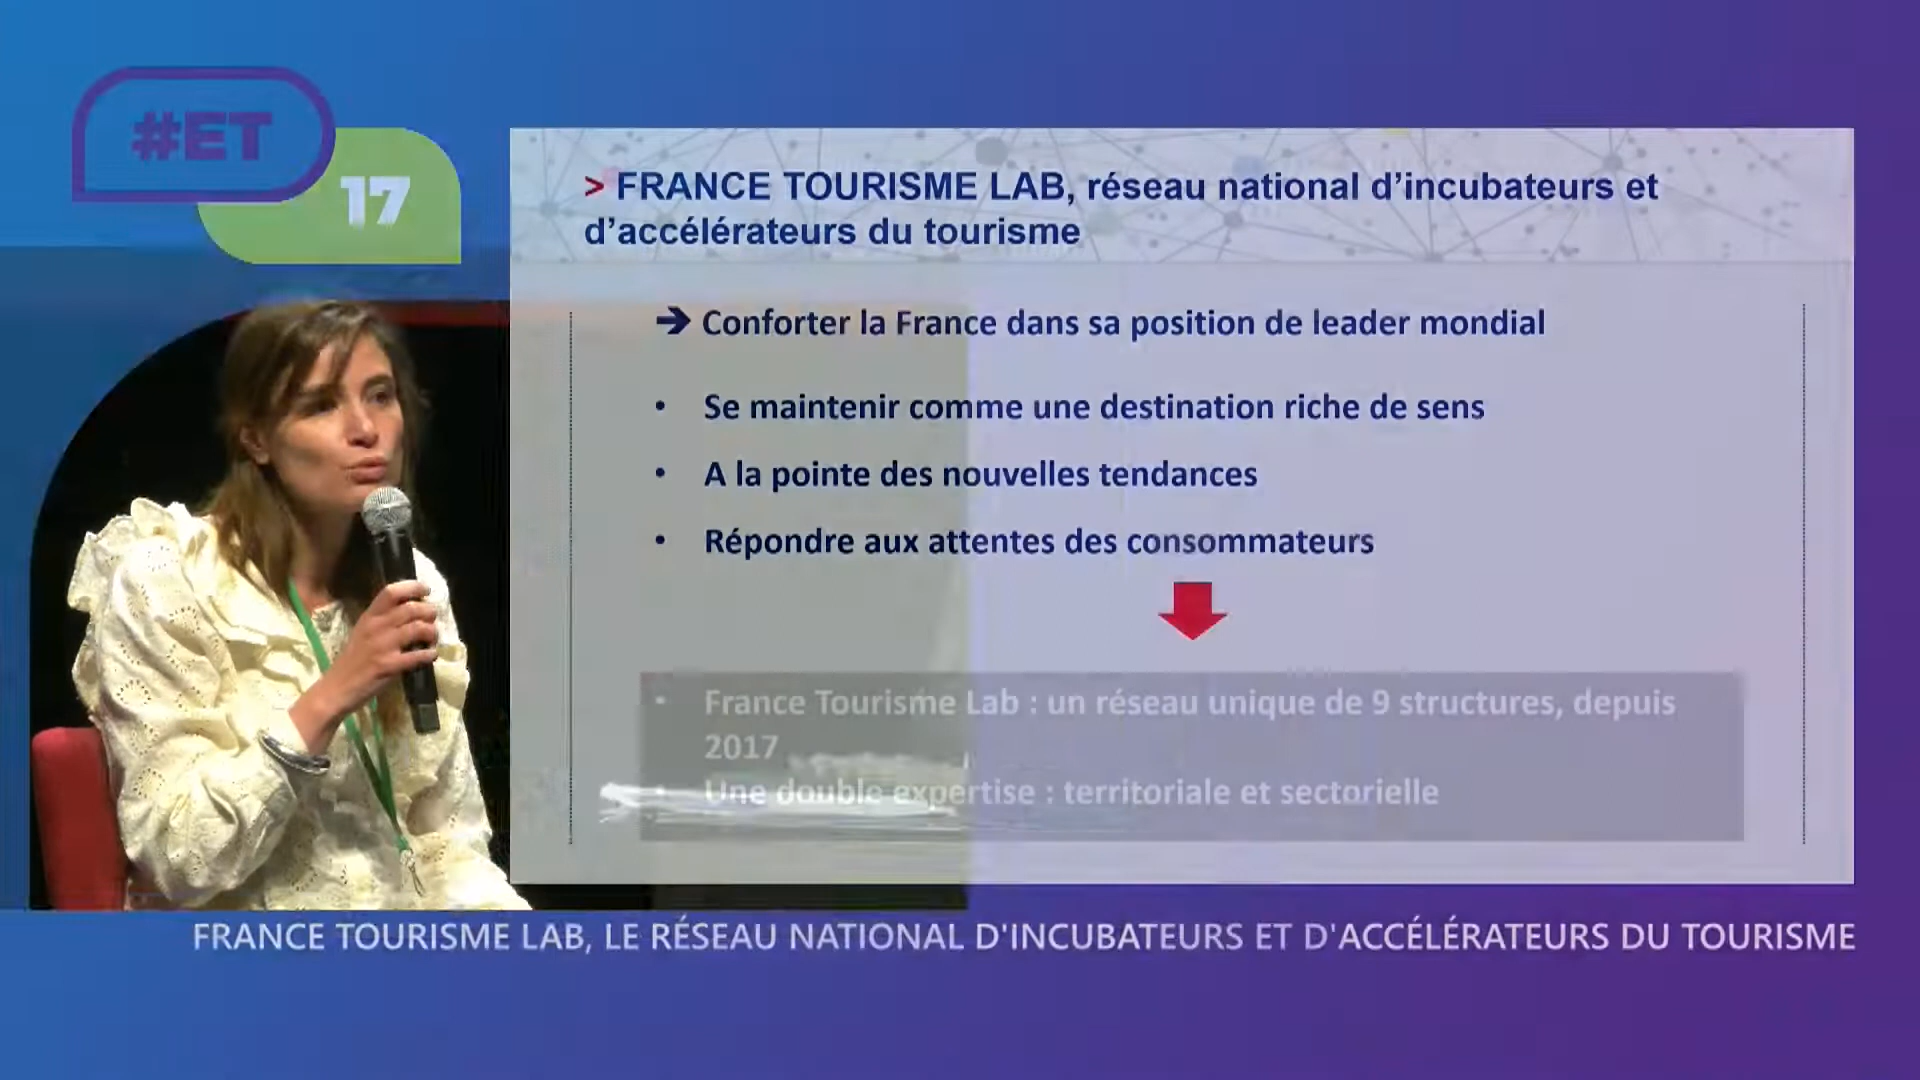 #ET
17
> FRANCE TOURISME LAB, réseau national d’incubateurs et
d’accélérateurs du tourisme
➔ Conforter la France dans sa position de leader mondial
• Se maintenir comme une destination riche de sens
• A la pointe des nouvelles tendances
• Répondre aux attentes des consommateurs
• France Tourisme Lab : un réseau unique de 9 structures, depuis
2017
• Une double expertise : territoriale et sectorielle
FRANCE TOURISME LAB, LE RÉSEAU NATIONAL D'INCUBATEURS ET D'ACCÉLÉRATEURS DU TOURISME